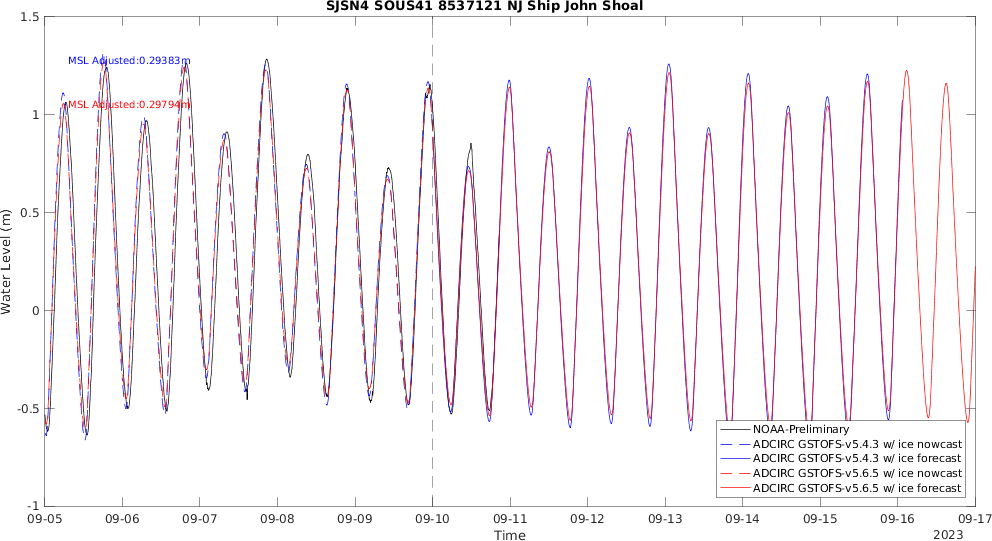 SJSN4 SOUS41 8537121 NJ Ship John Shoal
1.5
1
0.5
0
-0.5
-1
Water Level (m)
MSL Adjusted:0.29383m
MSL Adjusted:0.29794m
NOAA-Preliminary
ADCIRC GSTOFS-v5.4.3 w/ ice nowcast
ADCIRC GSTOFS-v5.4.3 w/ ice forecast
ADCIRC GSTOFS-v5.6.5 w/ ice nowcast
ADCIRC GSTOFS-v5.6.5 w/ ice forecast
09-05 09-06 09-07 09-08 09-09 09-10 09-11 09-12 09-13 09-14 09-15 09-16 09-17
Time
2023